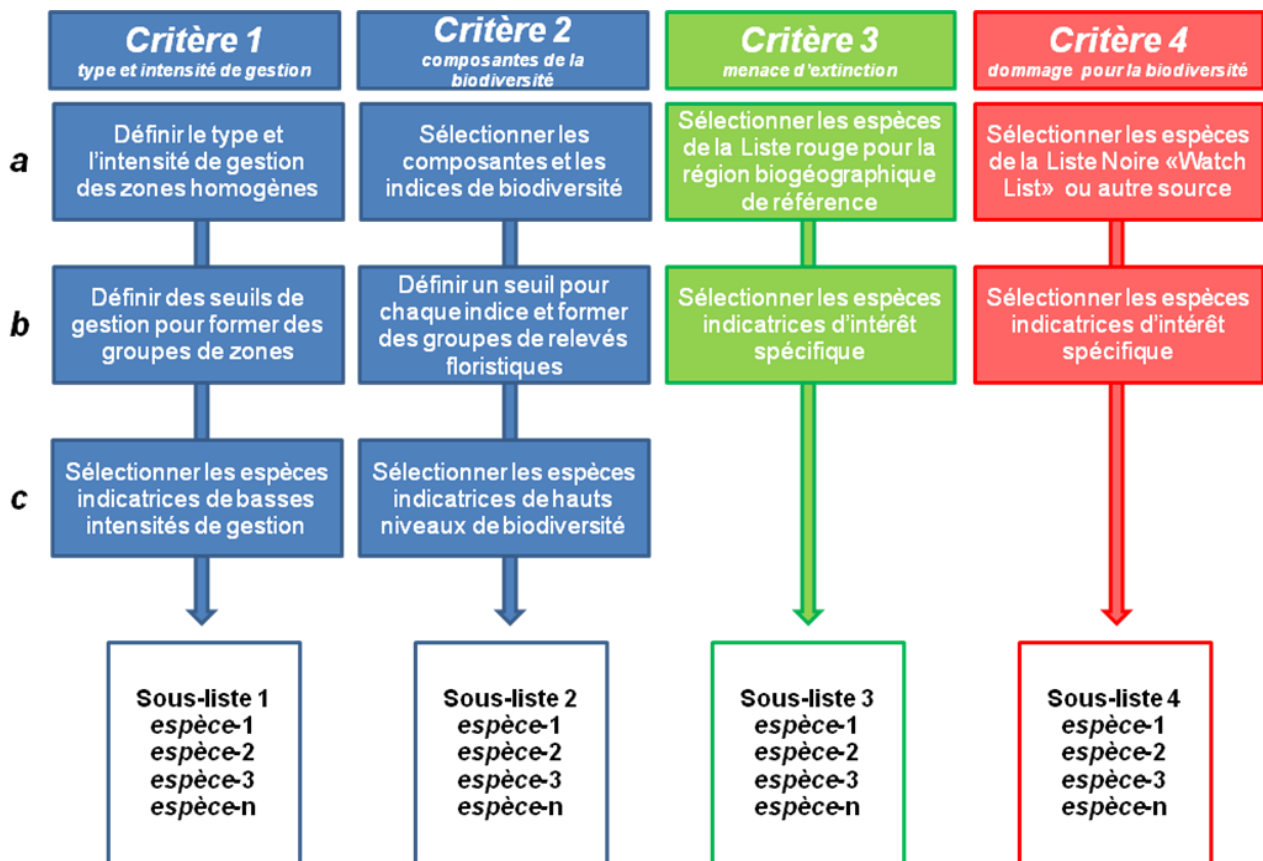 Critère 1
type et intensité de gestion
Critère 2
composantes de la
biodiversité
Critère 3
menace d'extinction
Critère 4
dommage pour la biodiversité
a
Définir le type et
l'intensité de gestion
des zones homogènes
Sélectionner les
composantes et les
indices de biodiversité
Sélectionner les espèces
de la Liste rouge pour la
région biogéographique
de référence
Sélectionner les espèces
de la Liste Noire «Watch
List» ou autre source
b
Définir des seuils de
gestion pour former des
groupes de zones
Définir un seuil pour
chaque indice et former
des groupes de relevés
floristiques
Sélectionner les espèces
indicatrices d'intérêt
spécifique
Sélectionner les espèces
indicatrices d'intérêt
spécifique
c
Sélectionner les espèces
indicatrices de basses
intensités de gestion
Sélectionner les espèces
indicatrices de hauts
niveaux de biodiversité
Sous-liste 1
espèce-1
espèce-2
espèce-3
espèce-n
Sous-liste 2
espèce-1
espèce-2
espèce-3
espèce-n
Sous-liste 3
espèce-1
espèce-2
espèce-3
espèce-n
Sous-liste 4
espèce-1
espèce-2
espèce-3
espèce-n